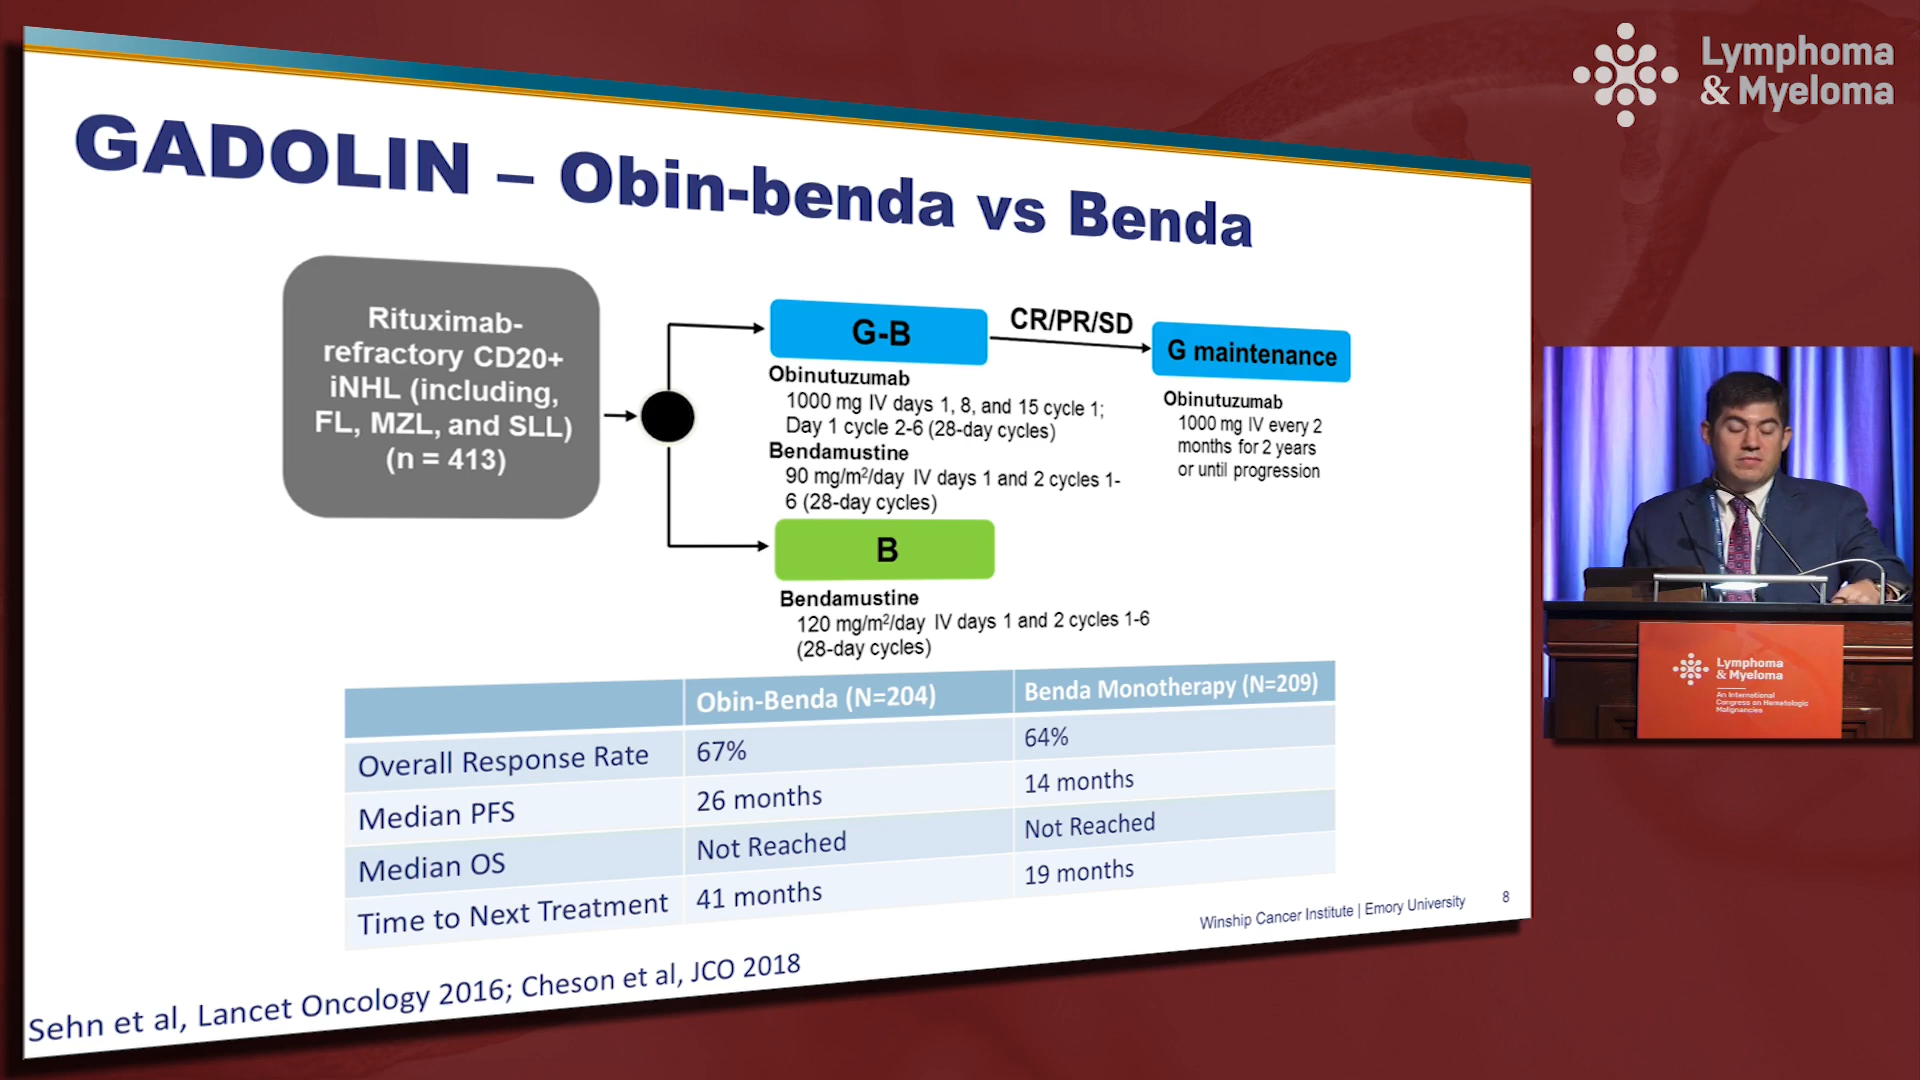 Lymphoma
& Myeloma
GADOLIN – Obin-benda vs Benda
Rituximab-
refractory CD20+
iNHL (including,
FL, MZL, and SLL)
(n = 413)
G-B
CR/PR/SD
G maintenance
Obinutuzumab
1000 mg IV days 1, 8, and 15 cycle 1;
Day 1 cycle 2-6 (28-day cycles)
Bendamustine
90 mg/m²/day IV days 1 and 2 cycles 1-
6 (28-day cycles)
Obinutuzumab
1000 mg IV every 2
months for 2 years
or until progression
B
Bendamustine
120 mg/m²/day IV days 1 and 2 cycles 1-6
(28-day cycles)
Obin-Benda (N=204) Benda Monotherapy (N=209)
Overall Response Rate 67% 64%
Median PFS 26 months 14 months
Median OS Not Reached Not Reached
Time to Next Treatment 41 months 19 months
Winship Cancer Institute | Emory University 8
Sehn et al, Lancet Oncology 2016; Cheson et al, JCO 2018
Lymphoma
& Myeloma
An International
Congress on Hematologic
Malignancies